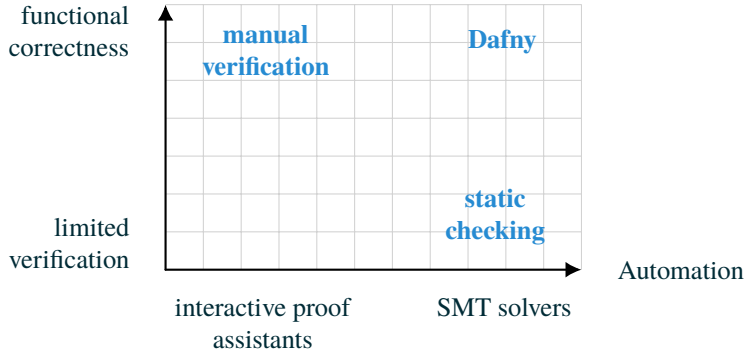 functional
correctness
manual
verification
Dafny
static
checking
limited
verification
Automation
interactive proof
assistants
SMT solvers